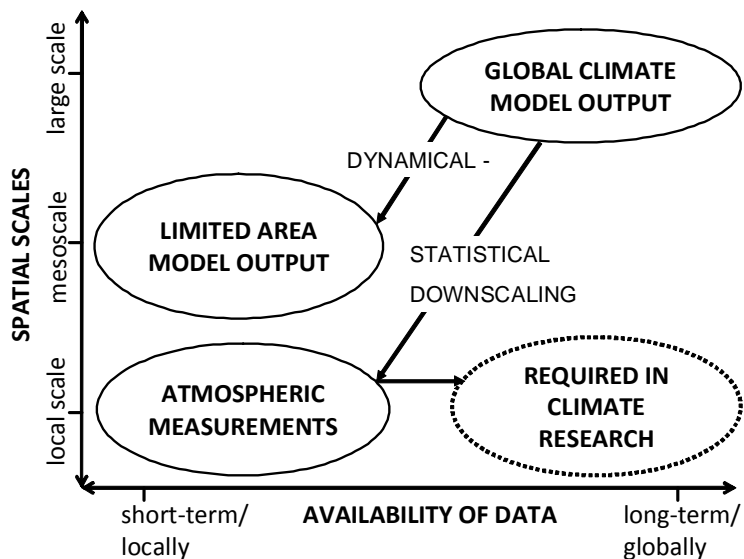 GLOBAL CLIMATE
MODEL OUTPUT
DYNAMICAL -
LIMITED AREA
MODEL OUTPUT
STATISTICAL
DOWNSCALING
ATMOSPHERIC
MEASUREMENTS
REQUIRED IN
CLIMATE
RESEARCH
SPATIAL SCALES
large scale
mesoscale
local scale
short-term/
locally
AVAILABILITY OF DATA
long-term/
globally